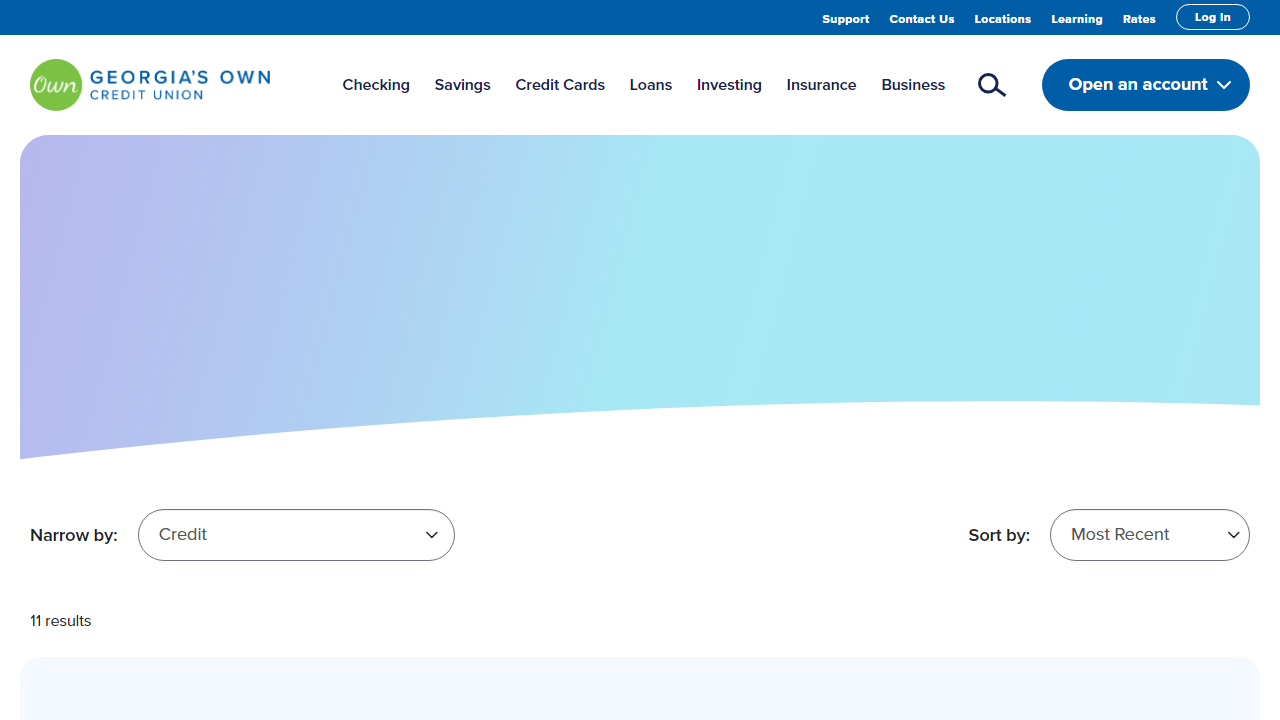 Support Contact Us Locations Learning Rates Log In
Own GEORGIA'S OWN
CREDIT UNION
Checking Savings Credit Cards Loans Investing Insurance Business Open an account
Narrow by: Credit Sort by: Most Recent
11 results